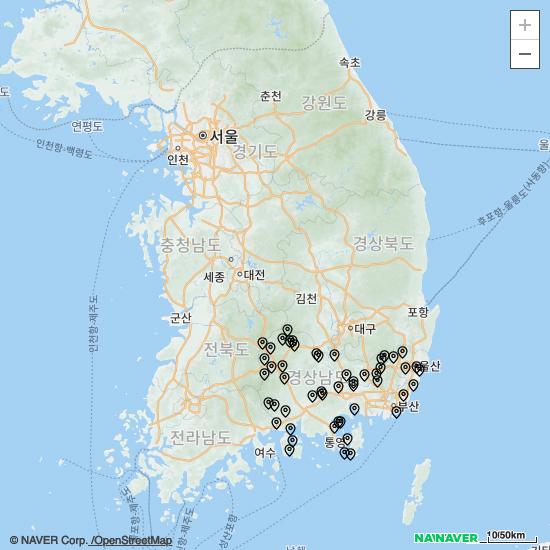 +
−
속초
춘천
강원도
강릉
도
연평도
서울
인천
경기도
인천항-백령도
울
후포항-울릉도(사동항)
충청남도
경상북도
세종
대전
김천
인천항-제주도
군산
포항
대구
전북도
울산
경상남도
부산
전라남도
통영
여수
© NAVER Corp. /OpenStreetMap
NA!NAVER
10/50km